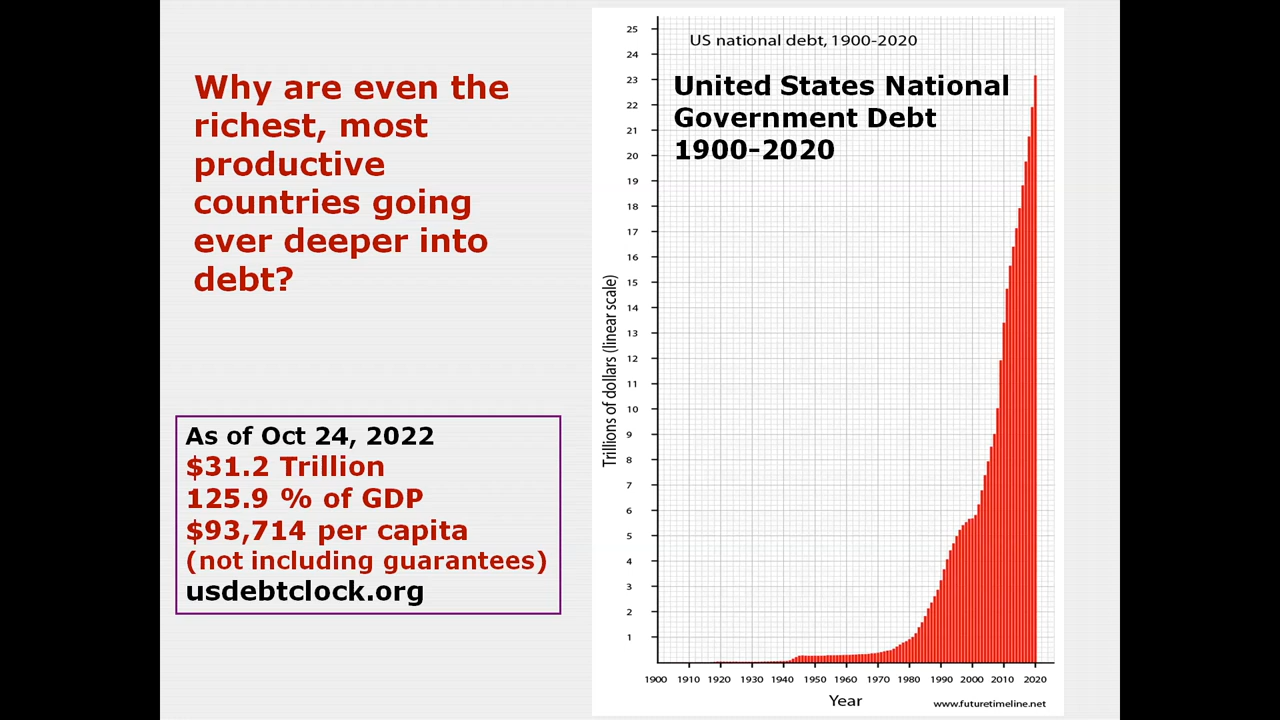 Why are even the
richest, most
productive
countries going
ever deeper into
debt?
As of Oct 24, 2022
$31.2 Trillion
125.9 % of GDP
$93,714 per capita
(not including guarantees)
usdebtclock.org
US national debt, 1900-2020
United States National
Government Debt
1900-2020
Trillions of dollars (linear scale)
25
24
23
22
21
20
19
18
17
16
15
14
13
12
11
10
9
8
7
6
5
4
3
2
1
1900 1910 1920 1930 1940 1950 1960 1970 1980 1990 2000 2010 2020
Year
www.futuretimeline.net